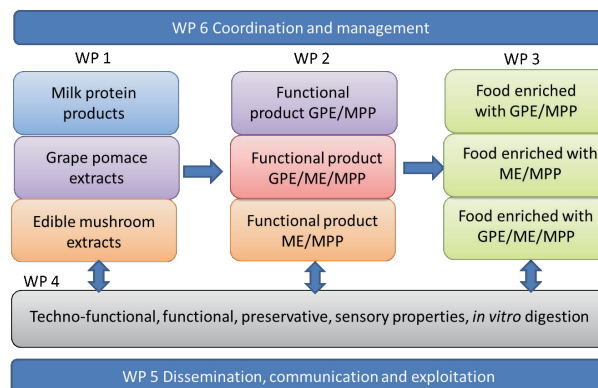 WP 6 Coordination and management
WP 1
WP 2
WP 3
Milk protein
products
Functional
product GPE/MPP
Food enriched
with GPE/MPP
Grape pomace
extracts
Functional product
GPE/ME/MPP
Food enriched with
ME/MPP
Edible mushroom
extracts
Functional product
ME/MPP
Food enriched with
GPE/ME/MPP
WP 4
Techno-functional, functional, preservative, sensory properties, in vitro digestion
WP 5 Dissemination, communication and exploitation